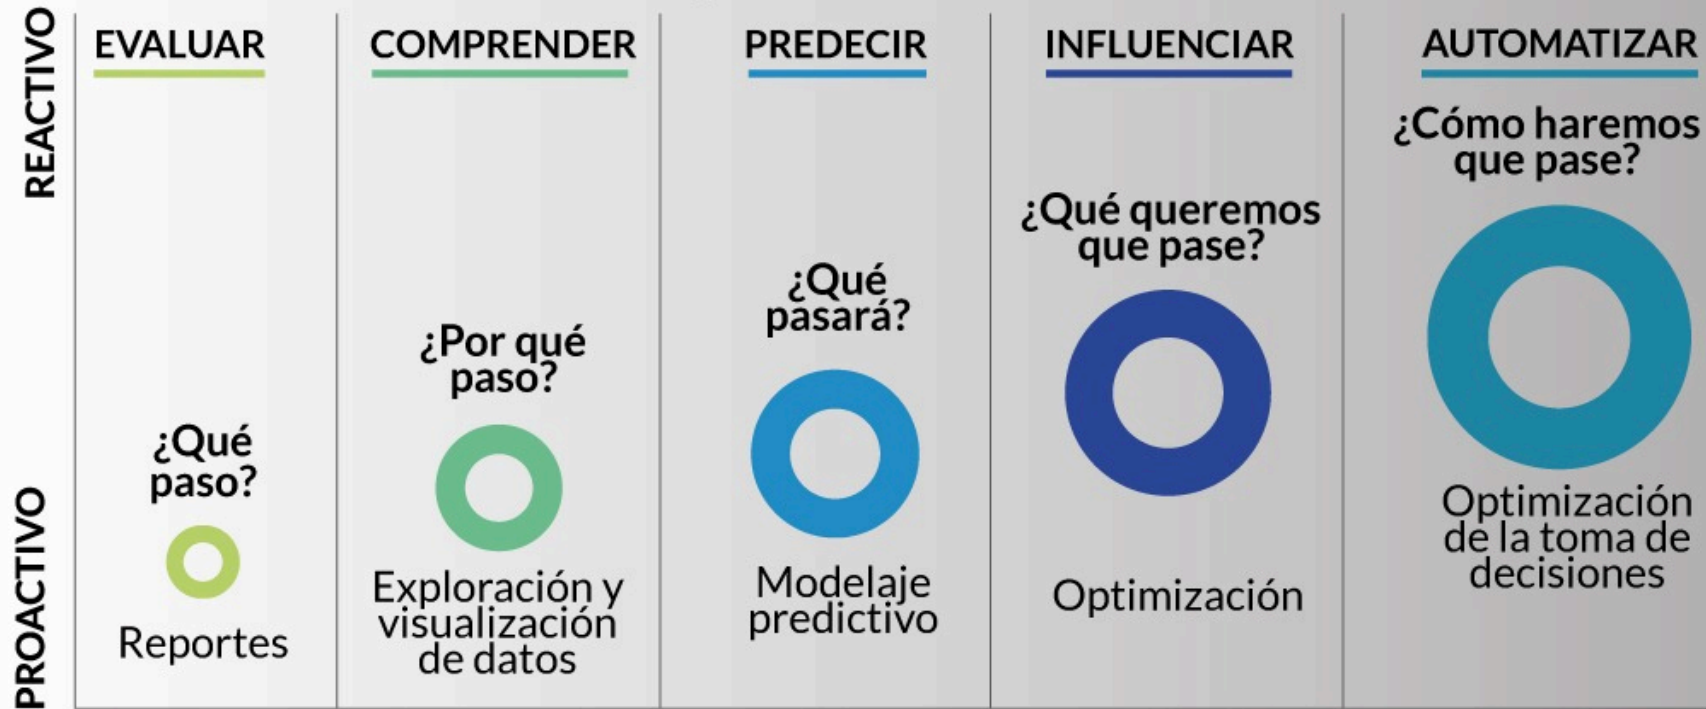 REACTIVO
PROACTIVO
EVALUAR
¿Qué
paso?
Reportes
COMPRENDER
¿Por qué
paso?
Exploración y
visualización
de datos
PREDECIR
¿Qué
pasará?
Modelaje
predictivo
INFLUENCIAR
¿Qué queremos
que pase?
Optimización
AUTOMATIZAR
¿Cómo haremos
que pase?
Optimización
de la toma de
decisiones